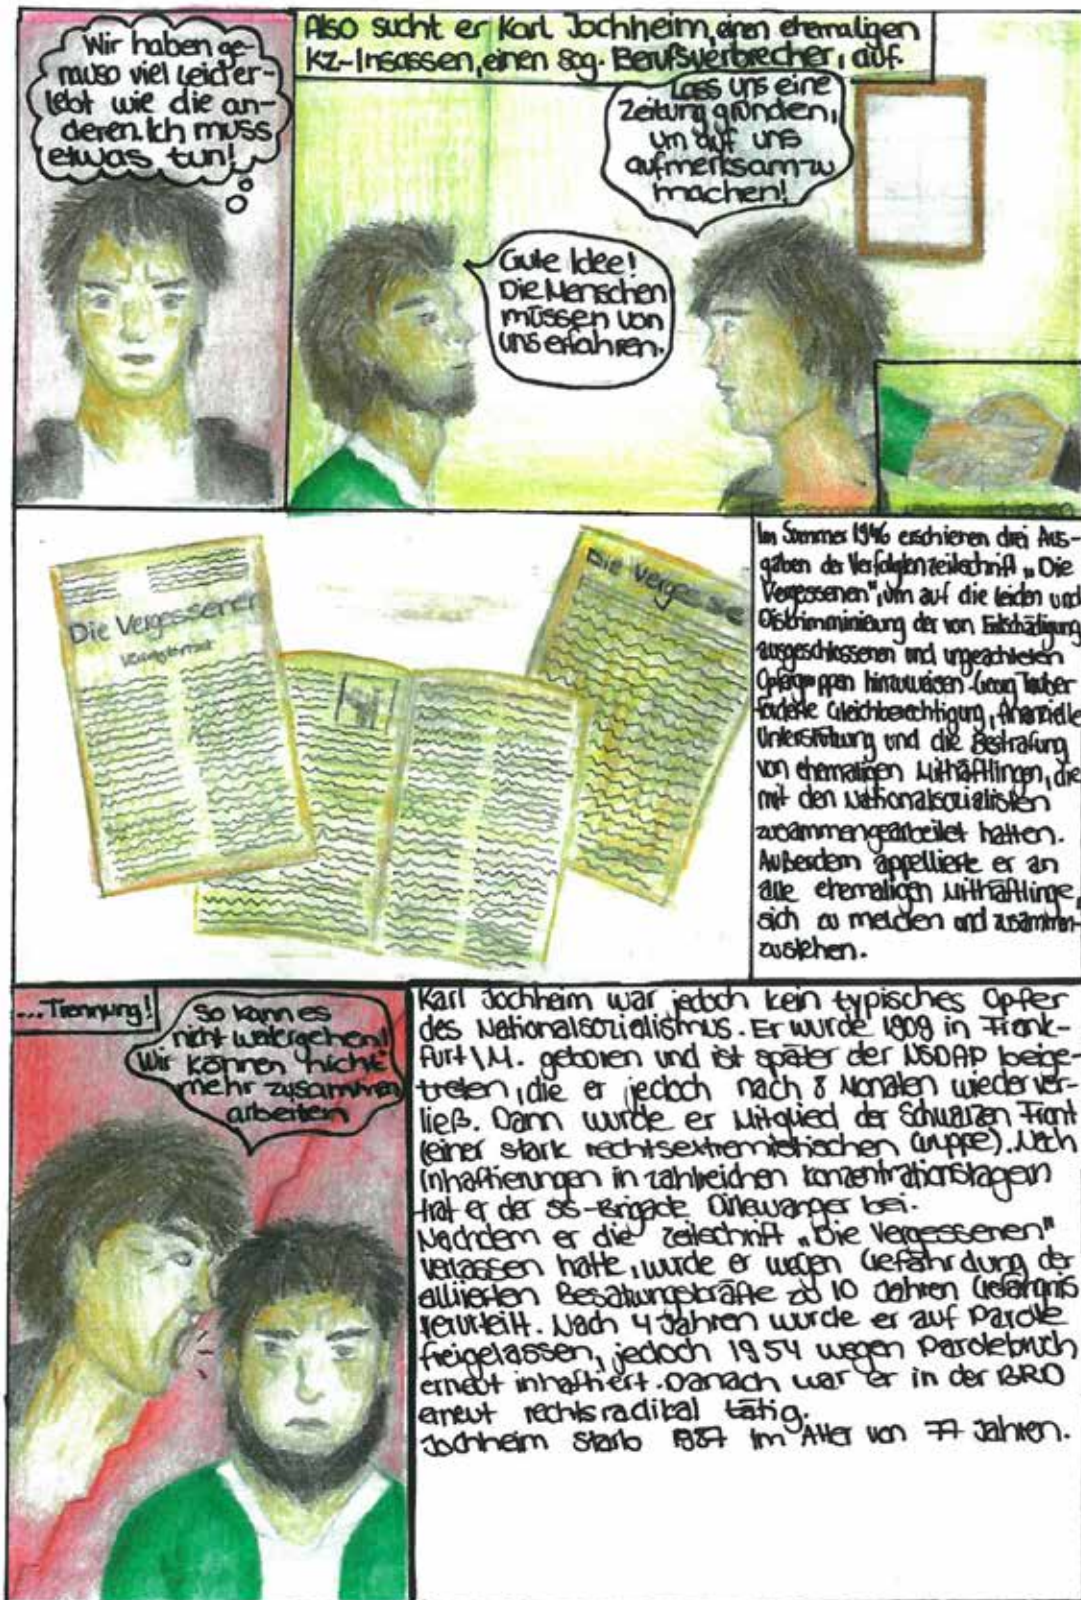 Wir haben ge-
nauso viel Leid er-
lebt wie die an-
deren. Ich muss
etwas tun!
Also sucht er Karl Jochheim, einen ehemaligen
KZ-Insassen, einen sog. Berufsverbrecher, auf.
Lass uns eine
Zeitung gründen,
um auf uns
aufmerksam zu
machen!
Gute Idee!
Die Menschen
müssen von
uns erfahren.
Die Vergessenen
Die Vergesse
Im Sommer 1946 erschienen drei Aus-
gaben der Verfolgtenzeitschrift „Die
Vergessenen", um auf die Leiden und
Diskrimminierung der von Entschädigung
ausgeschlossenen und ungeachteten
Opfergruppen hinzuweisen. Georg Tauber
forderte Gleichberechtigung, finanzielle
Unterstützung und die Bestrafung
von ehemaligen Mithäftlingen, die
mit den Nationalsozialisten
zusammengearbeitet hatten.
Außerdem appellierte er an
alle ehemaligen Mithäftlinge,
sich zu melden und zusammen-
zustehen.
...Trennung!
So kann es
nicht weitergehen!
Wir können nicht
mehr zusammen
arbeiten
Karl Jochheim war jedoch kein typisches Opfer
des Nationalsozialismus. Er wurde 1909 in Frank-
furt \M. geboren und ist später der NSDAP beige-
treten, die er jedoch nach 8 Monaten wieder ver-
ließ. Dann wurde er Mitglied der Schwarzen Front
(einer stark rechtsextremistischen Gruppe). Nach
Inhaftierungen in zahlreichen Konzentrationslagern
trat er der SS-Brigade Dirlewanger bei.
Nachdem er die Zeitschrift „Die Vergessenen"
verlassen hatte, wurde er wegen Gefährdung der
alliierten Besatzungskräfte zu 10 Jahren Gefängnis
verurteilt. Nach 4 Jahren wurde er auf Parole
freigelassen, jedoch 1954 wegen Parolebruch
erneut inhaftiert. Danach war er in der BRD
erneut rechtsradikal tätig.
Jochheim starb 1987 im Alter von 77 Jahren.